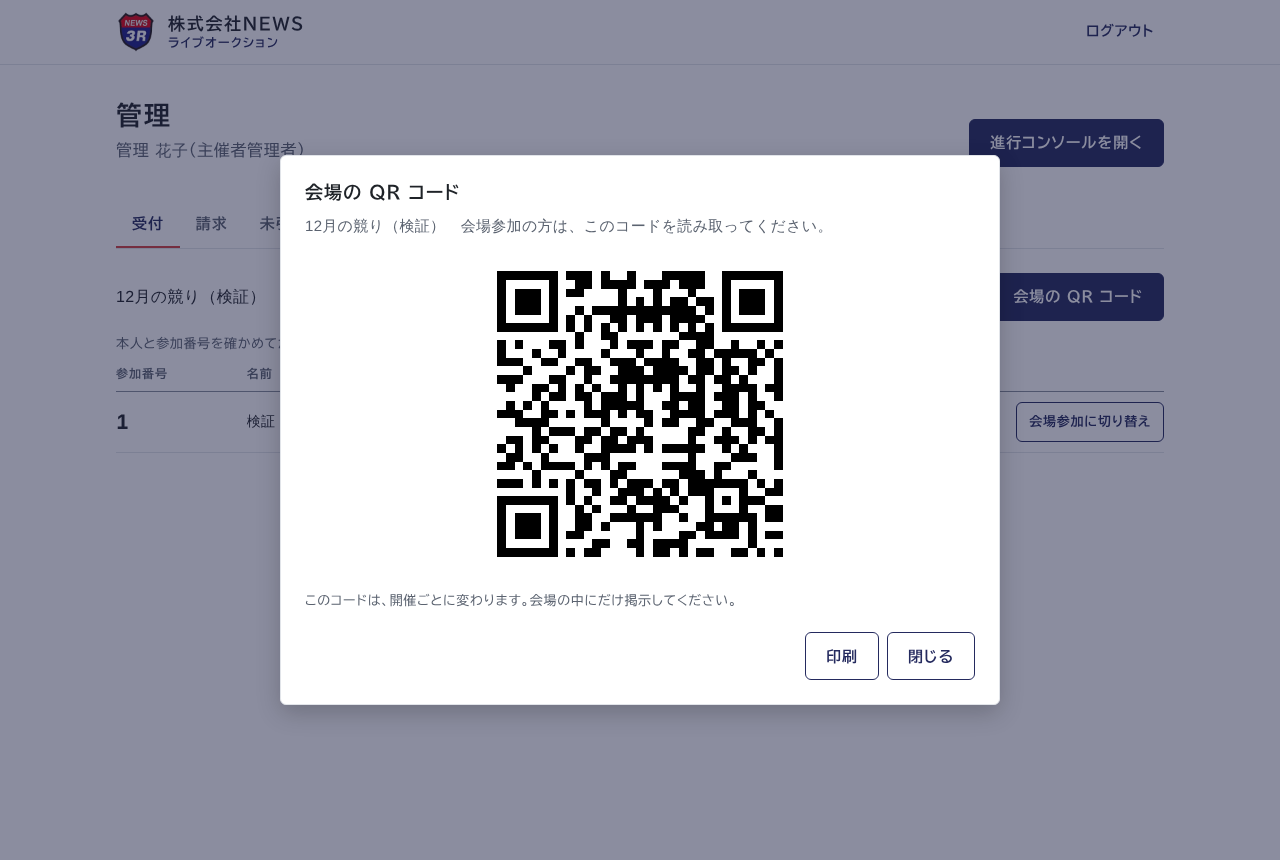 NEWS
3R
株式会社NEWS
ライブオークション
ログアウト
管理
管理 花子（主催者管理者）
進行コンソールを開く
受付 請求
12月の競り（検証）
会場の QR コード
本人と参加番号を確かめて
参加番号 名前
1 検証
会場参加に切り替え
会場の QR コード
12月の競り（検証）　会場参加の方は、このコードを読み取ってください。
このコードは、開催ごとに変わります。会場の中にだけ掲示してください。
印刷 閉じる